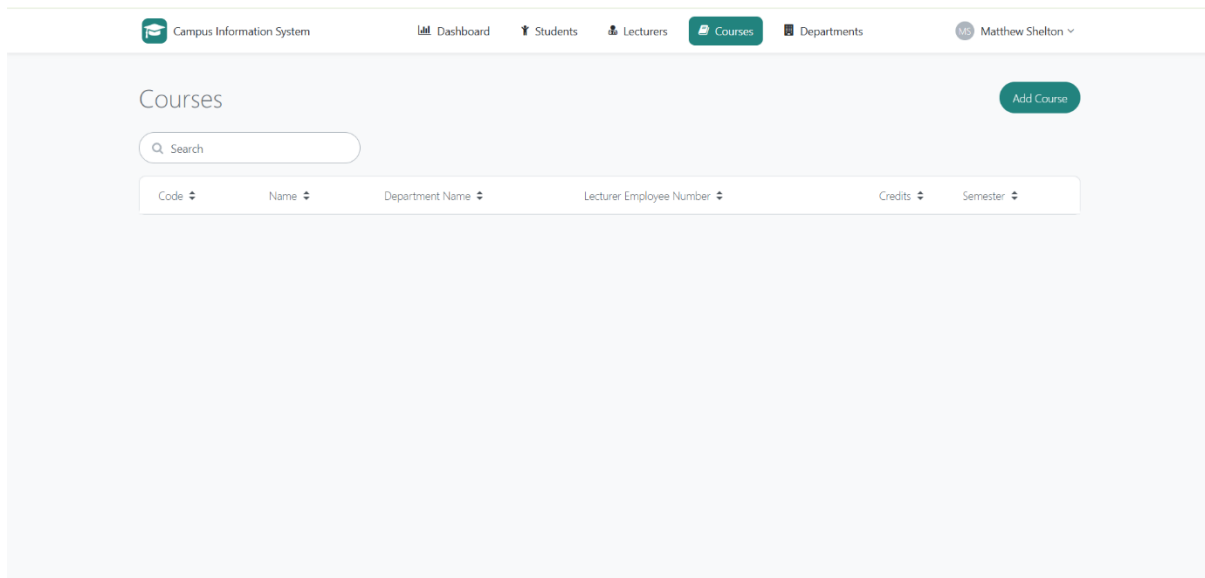 Campus Information System Dashboard Students Lecturers Courses Departments MS Matthew Shelton
Courses Add Course
Search
Code Name Department Name Lecturer Employee Number Credits Semester